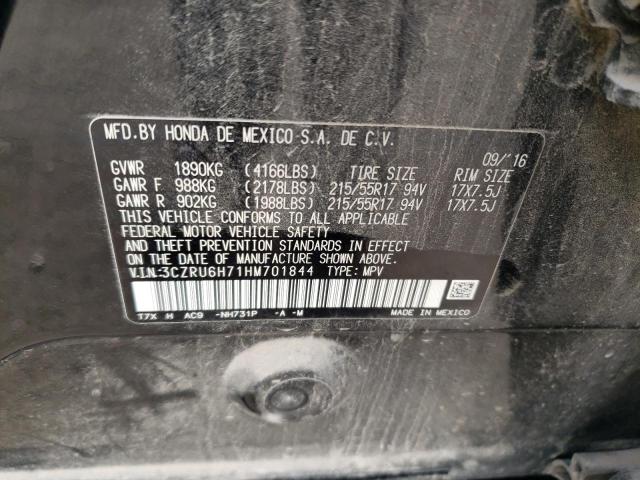 MFD.BY HONDA DE MEXICO S.A. DE C.V.
09/'16
GVWR 1890KG (4166LBS) TIRE SIZE RIM SIZE
GAWR F 988KG (2178LBS) 215/55R17 94V 17X7.5J
GAWR R 902KG (1988LBS) 215/55R17 94V 17X7.5J
THIS VEHICLE CONFORMS TO ALL APPLICABLE
FEDERAL MOTOR VEHICLE SAFETY
AND THEFT PREVENTION STANDARDS IN EFFECT
ON THE DATE OF MANUFACTURE SHOWN ABOVE.
V.I.N:3CZRU6H71HM701844 TYPE: MPV
T7X H AC9 -NH731P -A -M MADE IN MEXICO